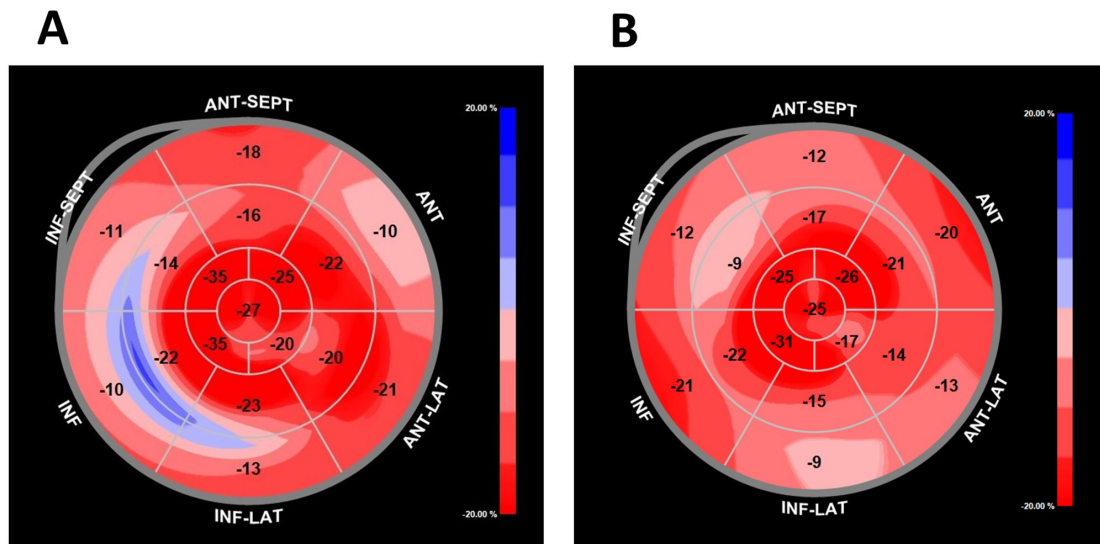 A
B
ANT-SEPT
20.00 %
-18
INF-SEPT
ANT
-11
-16
-10
-14
-35
-25
-22
-27
-35
-20
-22
-20
-10
-21
-23
INF
ANT-LAT
-13
INF-LAT
-20.00 %
ANT-SEPT
20.00 %
-12
INF-SEPT
ANT
-12
-17
-20
-9
-25
-26
-21
-25
-31
-17
-22
-14
-21
-13
-15
INF
ANT-LAT
-9
INF-LAT
-20.00 %